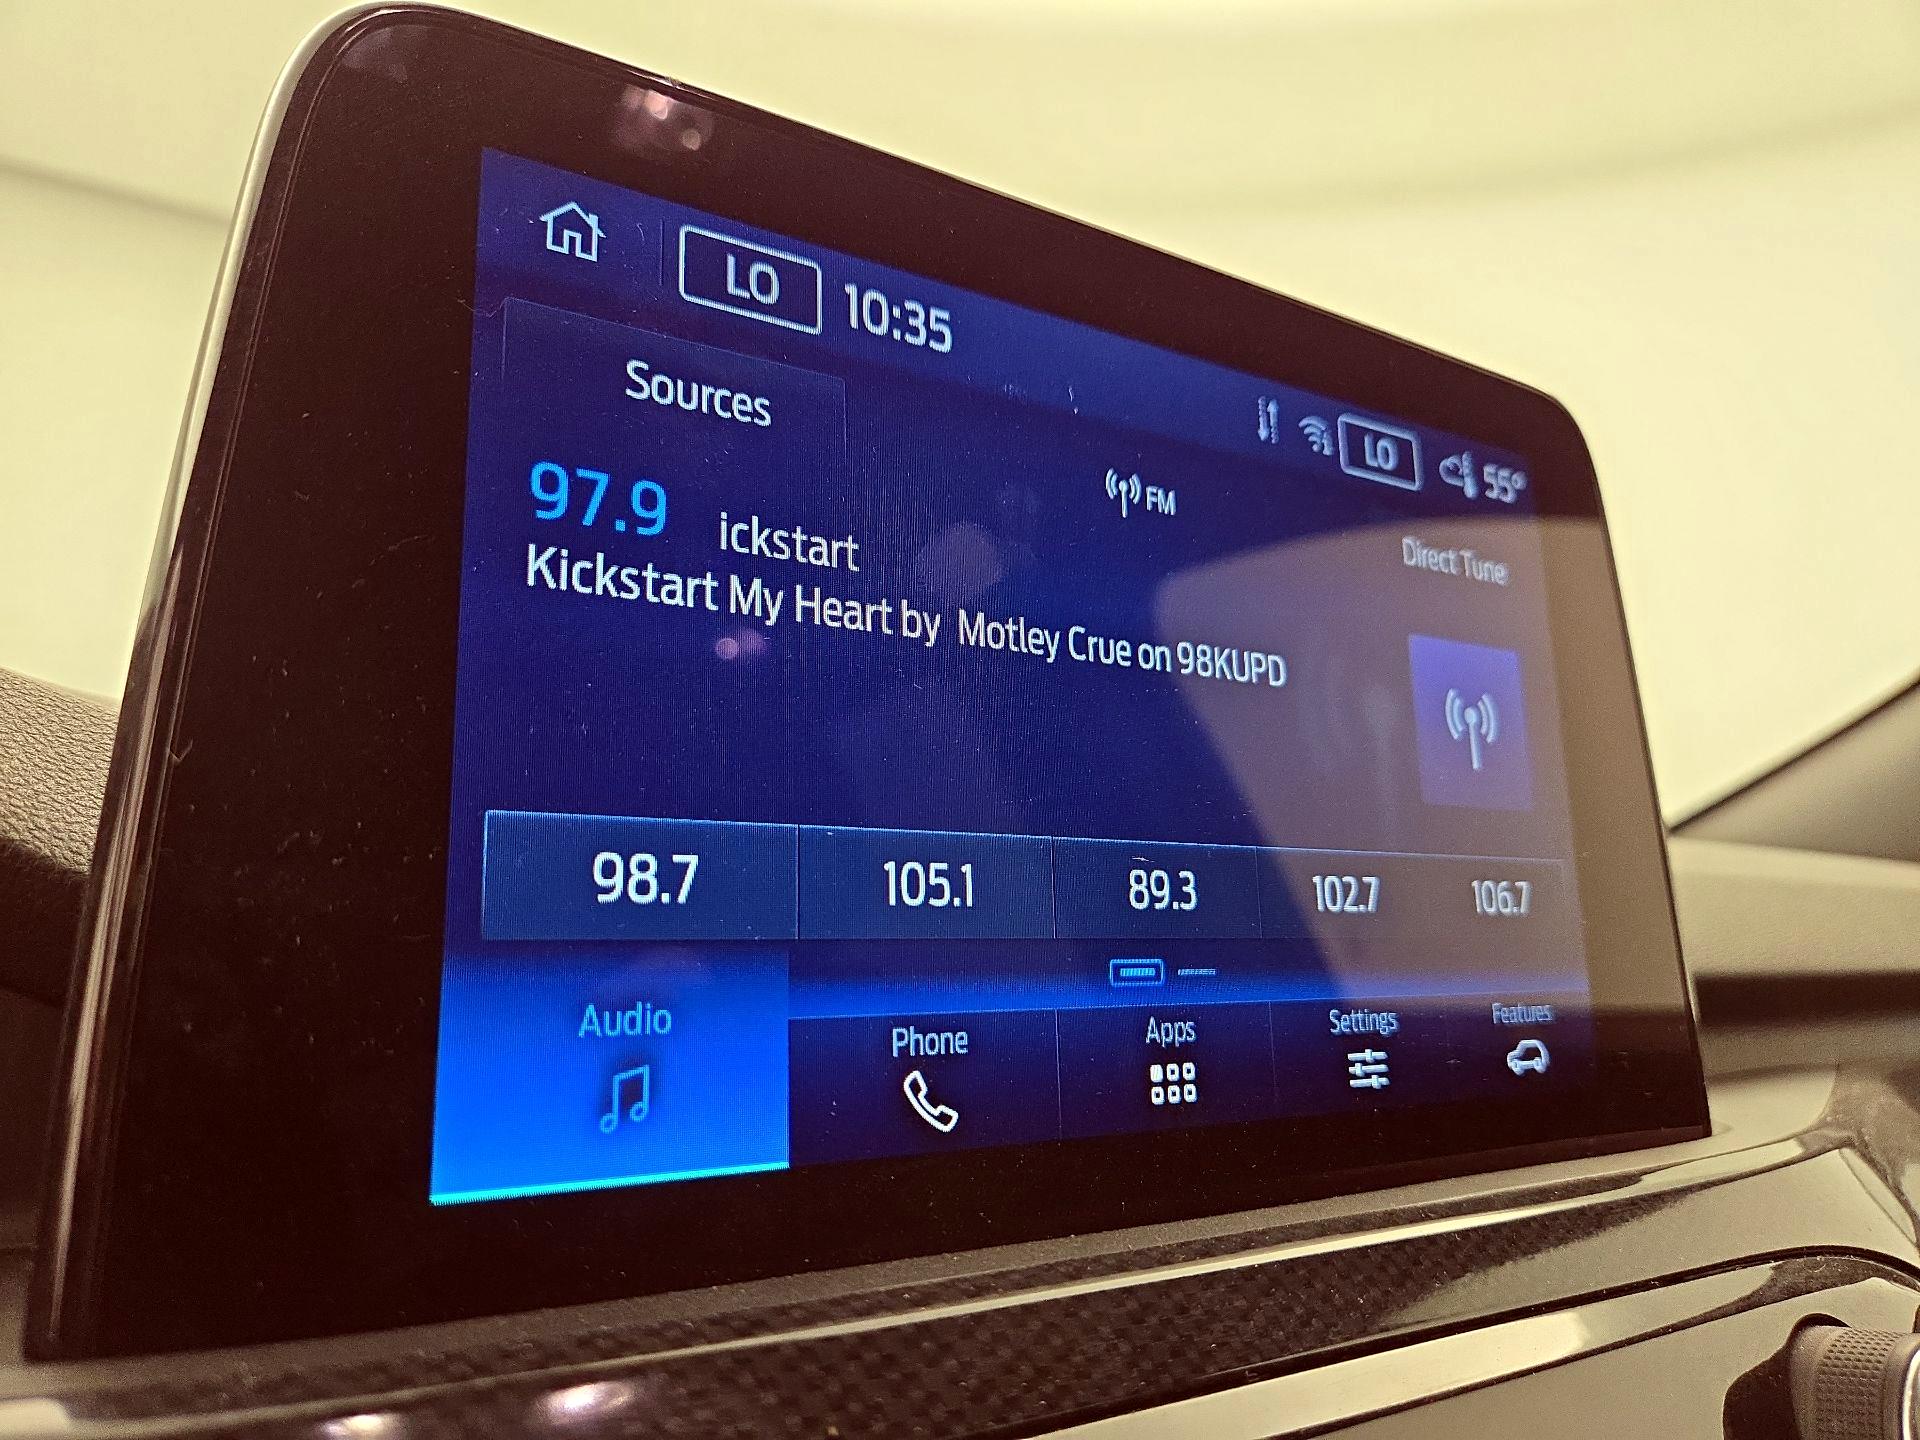 LO 10:35
LO 55°
Sources
FM
97.9 ickstart
Direct Tune
Kickstart My Heart by Motley Crue on 98KUPD
98.7 105.1 89.3 102.7 106.7
Audio Phone Apps Settings Features